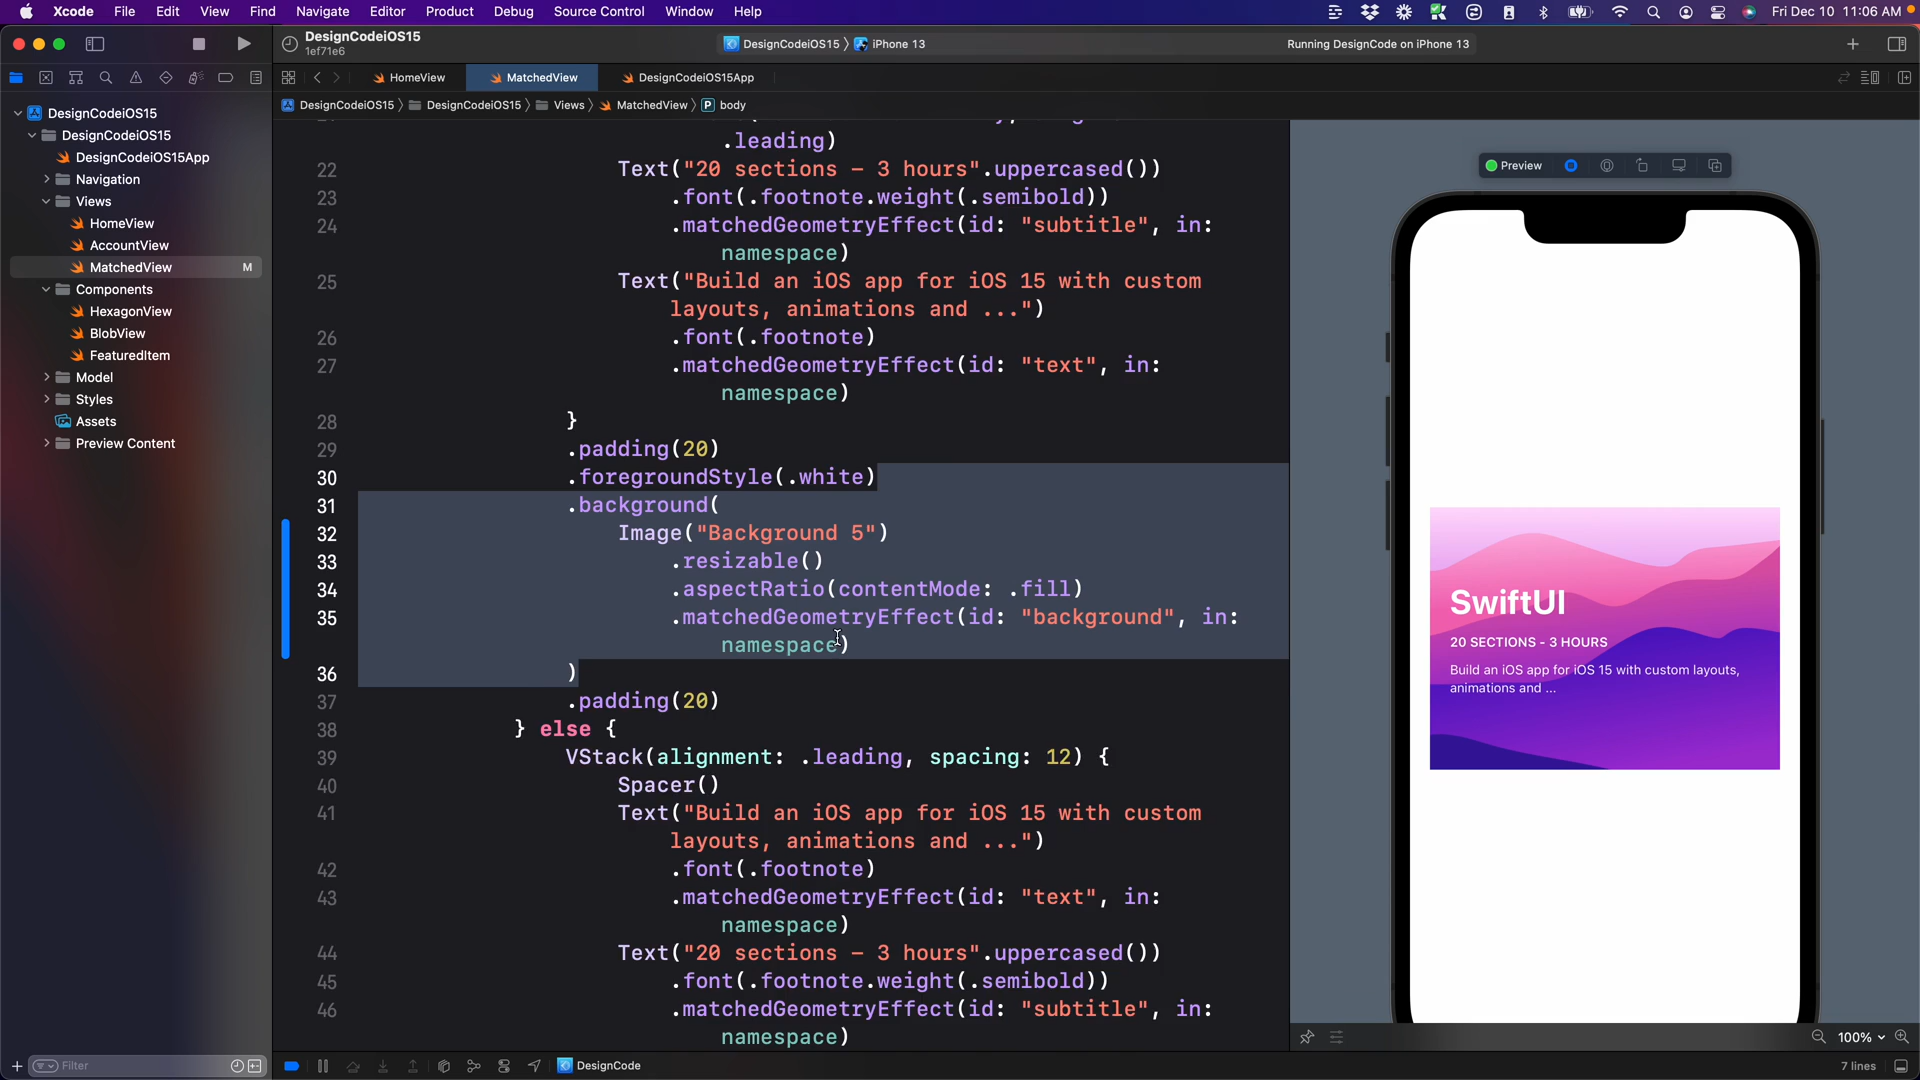 Xcode File Edit View Find Navigate Editor Product Debug Source Control Window Help
Fri Dec 10 11:06 AM
DesignCodeiOS15
1ef71e6
DesignCodeiOS15 〉 iPhone 13
Running DesignCode on iPhone 13
HomeView
MatchedView
DesignCodeiOS15App
DesignCodeiOS15 〉 DesignCodeiOS15 〉 Views 〉 MatchedView 〉 P body
DesignCodeiOS15
DesignCodeiOS15
DesignCodeiOS15App
Navigation
Views
HomeView
AccountView
MatchedView M
Components
HexagonView
BlobView
FeaturedItem
Model
Styles
Assets
Preview Content
Filter
.leading)
22 Text("20 sections – 3 hours".uppercased())
23 .font(.footnote.weight(.semibold))
24 .matchedGeometryEffect(id: "subtitle", in:
namespace)
25 Text("Build an iOS app for iOS 15 with custom
layouts, animations and ...")
26 .font(.footnote)
27 .matchedGeometryEffect(id: "text", in:
namespace)
28 }
29 .padding(20)
30 .foregroundStyle(.white)
31 .background(
32 Image("Background 5")
33 .resizable()
34 .aspectRatio(contentMode: .fill)
35 .matchedGeometryEffect(id: "background", in:
namespace)
36 )
37 .padding(20)
38 } else {
39 VStack(alignment: .leading, spacing: 12) {
40 Spacer()
41 Text("Build an iOS app for iOS 15 with custom
layouts, animations and ...")
42 .font(.footnote)
43 .matchedGeometryEffect(id: "text", in:
namespace)
44 Text("20 sections – 3 hours".uppercased())
45 .font(.footnote.weight(.semibold))
46 .matchedGeometryEffect(id: "subtitle", in:
namespace)
Preview
SwiftUI
20 SECTIONS - 3 HOURS
Build an iOS app for iOS 15 with custom layouts,
animations and ...
100%
DesignCode
7 lines